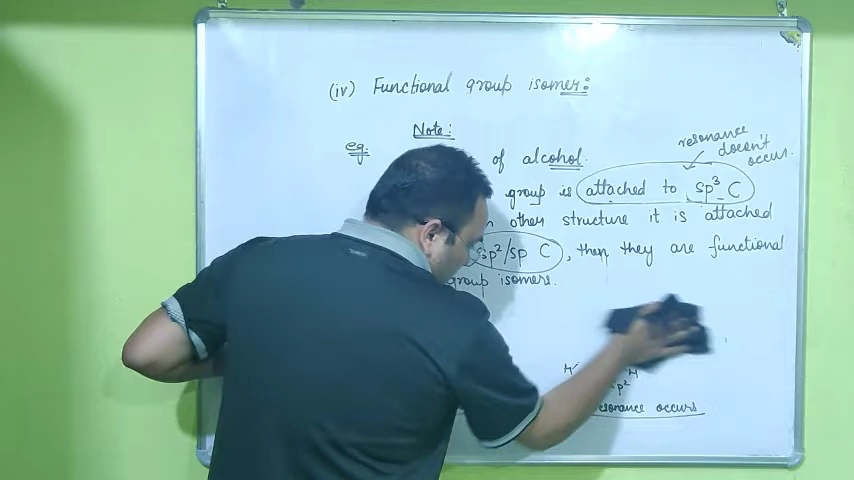 (iv) Functional group isomer:
Note:
eg.
resonance
doesn't
occur.
of alcohol.
group is attached to sp³ C
other structure it is attached
sp²/sp C, then they are functional
group isomers.
H H
sp²
resonance occurs